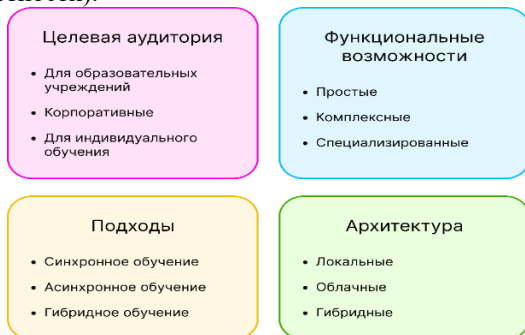 Целевая аудитория
• Для образовательных
учреждений
• Корпоративные
• Для индивидуального
обучения
Функциональные
возможности
• Простые
• Комплексные
• Специализированные
Подходы
• Синхронное обучение
• Асинхронное обучение
• Гибридное обучение
Архитектура
• Локальные
• Облачные
• Гибридные